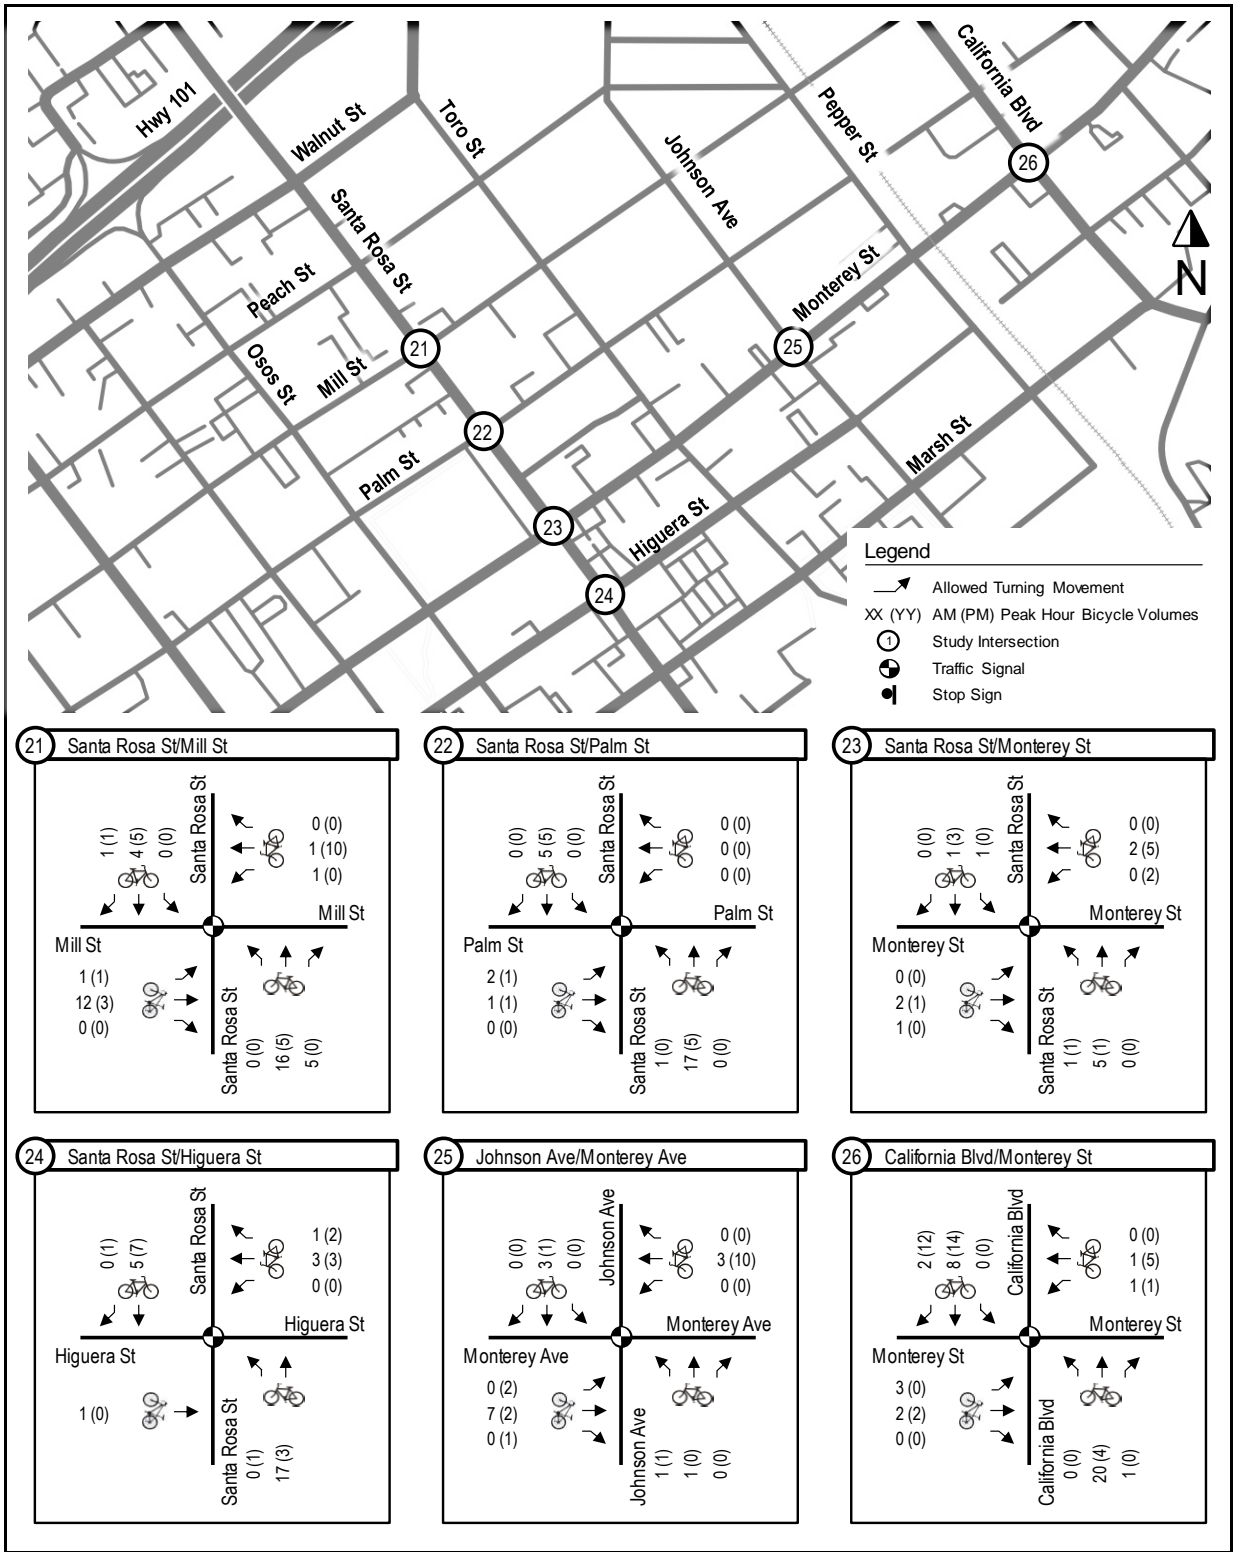 California Blvd
Hwy 101
Walnut St
Toro St
Pepper St
Johnson Ave
26
Santa Rosa St
N
Peach St
Monterey St
21
25
Osos St
Mill St
22
Palm St
Marsh St
23
Higuera St
24
Legend
Allowed Turning Movement
XX (YY) AM (PM) Peak Hour Bicycle Volumes
1 Study Intersection
Traffic Signal
Stop Sign
21 Santa Rosa St/Mill St
Santa Rosa St
1 (1)
4 (5)
0 (0)
0 (0)
1 (10)
1 (0)
Mill St
Mill St
1 (1)
12 (3)
0 (0)
Santa Rosa St
0 (0)
16 (5)
5 (0)
22 Santa Rosa St/Palm St
Santa Rosa St
0 (0)
5 (5)
0 (0)
0 (0)
0 (0)
0 (0)
Palm St
Palm St
2 (1)
1 (1)
0 (0)
Santa Rosa St
1 (0)
17 (5)
0 (0)
23 Santa Rosa St/Monterey St
Santa Rosa St
0 (0)
1 (3)
1 (0)
0 (0)
2 (5)
0 (2)
Monterey St
Monterey St
0 (0)
2 (1)
1 (0)
Santa Rosa St
1 (1)
5 (1)
0 (0)
24 Santa Rosa St/Higuera St
Santa Rosa St
0 (1)
5 (7)
1 (2)
3 (3)
0 (0)
Higuera St
Higuera St
1 (0)
Santa Rosa St
0 (1)
17 (3)
25 Johnson Ave/Monterey Ave
Johnson Ave
0 (0)
3 (1)
0 (0)
0 (0)
3 (10)
0 (0)
Monterey Ave
Monterey Ave
0 (2)
7 (2)
0 (1)
Johnson Ave
1 (1)
1 (0)
0 (0)
26 California Blvd/Monterey St
California Blvd
2 (12)
8 (14)
0 (0)
0 (0)
1 (5)
1 (1)
Monterey St
Monterey St
3 (0)
2 (2)
0 (0)
California Blvd
0 (0)
20 (4)
1 (0)